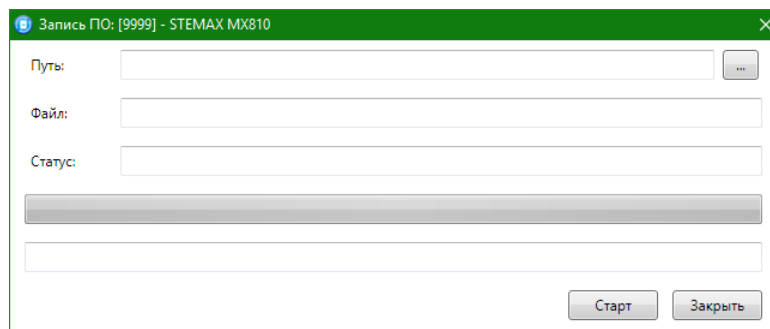 Запись ПО: [9999] - STEMAX MX810
Путь:
...
Файл:
Статус:
Старт Закрыть